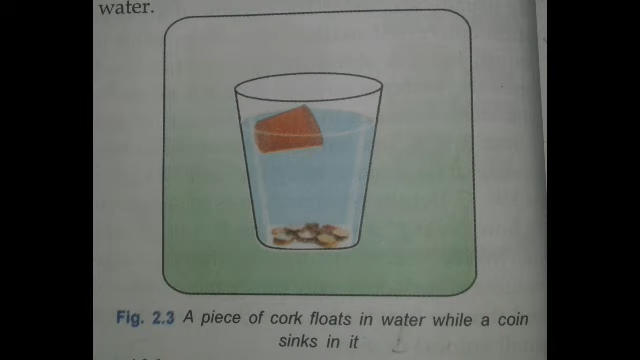 water.
Fig. 2.3 A piece of cork floats in water while a coin
sinks in it